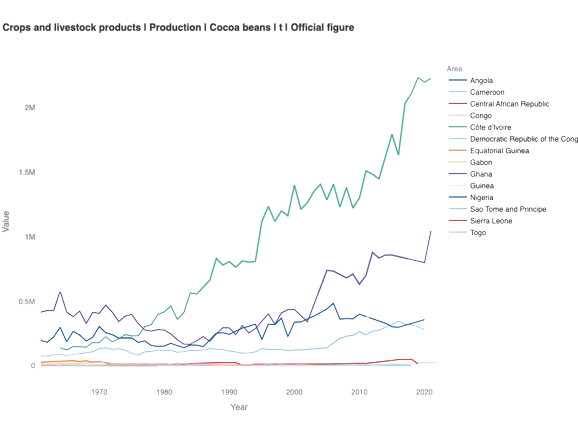 Crops and livestock products | Production | Cocoa beans | t | Official figure
Area
Angola
Cameroon
Central African Republic
Congo
Côte d'Ivoire
Democratic Republic of the Cong
Equatorial Guinea
Gabon
Ghana
Guinea
Nigeria
Sao Tome and Principe
Sierra Leone
Togo
2M
1.5M
1M
0.5M
0
Value
1970
1980
1990
2000
2010
2020
Year